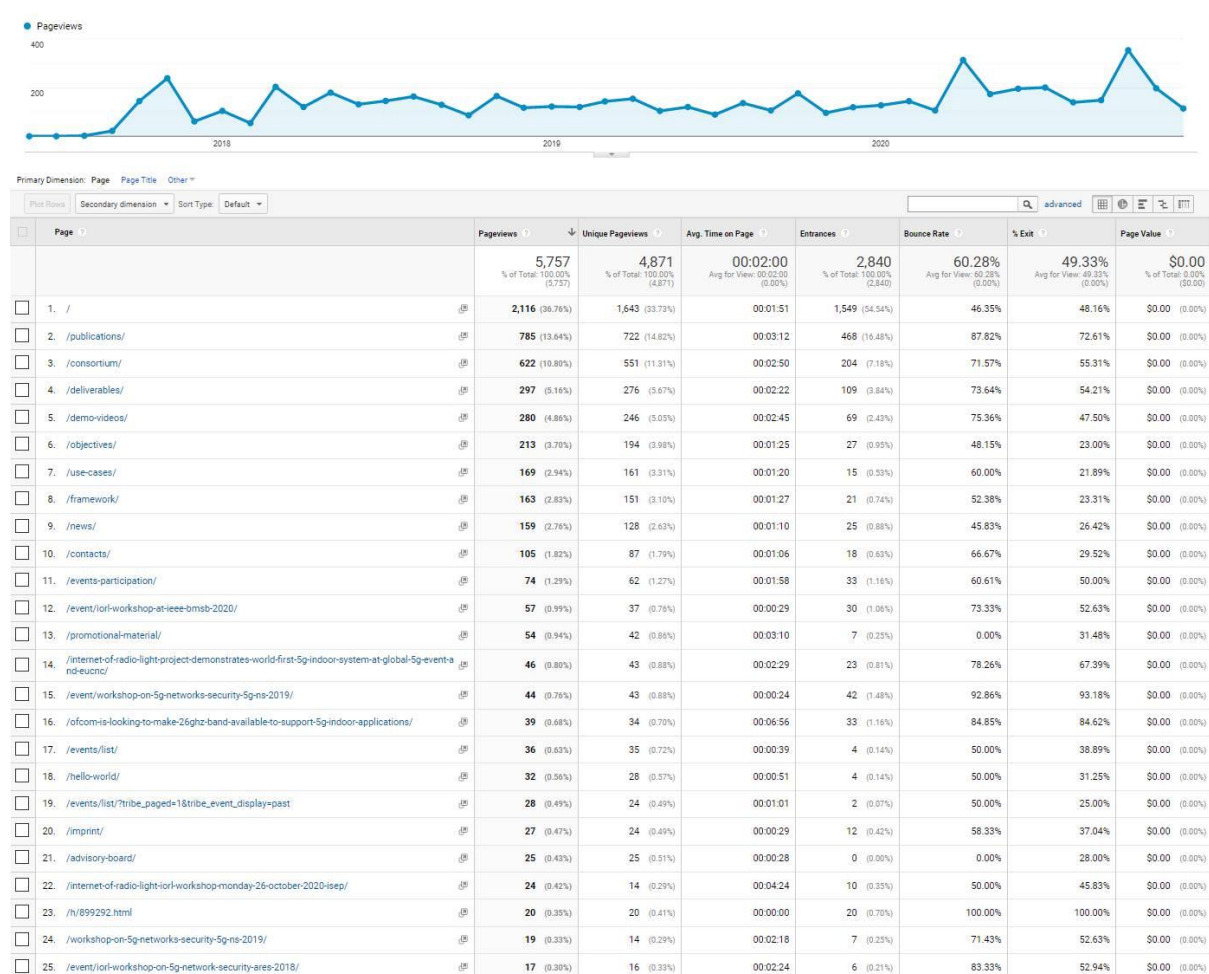 Pageviews
400
200
2018 2019 2020
Primary Dimension: Page Page Title Other
Plot Rows Secondary dimension Sort Type: Default advanced
Page Pageviews Unique Pageviews Avg. Time on Page Entrances Bounce Rate % Exit Page Value
5,757 4,871 00:02:00 2,840 60.28% 49.33% $0.00
% of Total: 100.00% % of Total: 100.00% Avg for View: 00:02:00 % of Total: 100.00% Avg for View: 60.28% Avg for View: 49.33% % of Total: 0.00%
(5,757) (4,871) (0.00%) (2,840) (0.00%) (0.00%) ($0.00)
1. / 2,116 (36.76%) 1,643 (33.73%) 00:01:51 1,549 (54.54%) 46.35% 48.16% $0.00 (0.00%)
2. /publications/ 785 (13.64%) 722 (14.82%) 00:03:12 468 (16.48%) 87.82% 72.61% $0.00 (0.00%)
3. /consortium/ 622 (10.80%) 551 (11.31%) 00:02:50 204 (7.18%) 71.57% 55.31% $0.00 (0.00%)
4. /deliverables/ 297 (5.16%) 276 (5.67%) 00:02:22 109 (3.84%) 73.64% 54.21% $0.00 (0.00%)
5. /demo-videos/ 280 (4.86%) 246 (5.05%) 00:02:45 69 (2.43%) 75.36% 47.50% $0.00 (0.00%)
6. /objectives/ 213 (3.70%) 194 (3.98%) 00:01:25 27 (0.95%) 48.15% 23.00% $0.00 (0.00%)
7. /use-cases/ 169 (2.94%) 161 (3.31%) 00:01:20 15 (0.53%) 60.00% 21.89% $0.00 (0.00%)
8. /framework/ 163 (2.83%) 151 (3.10%) 00:01:27 21 (0.74%) 52.38% 23.31% $0.00 (0.00%)
9. /news/ 159 (2.76%) 128 (2.63%) 00:01:10 25 (0.88%) 45.83% 26.42% $0.00 (0.00%)
10. /contacts/ 105 (1.82%) 87 (1.79%) 00:01:06 18 (0.63%) 66.67% 29.52% $0.00 (0.00%)
11. /events-participation/ 74 (1.29%) 62 (1.27%) 00:01:58 33 (1.16%) 60.61% 50.00% $0.00 (0.00%)
12. /event/iorl-workshop-at-ieee-bmsb-2020/ 57 (0.99%) 37 (0.76%) 00:00:29 30 (1.06%) 73.33% 52.63% $0.00 (0.00%)
13. /promotional-material/ 54 (0.94%) 42 (0.86%) 00:03:10 7 (0.25%) 0.00% 31.48% $0.00 (0.00%)
14. /internet-of-radio-light-project-demonstrates-world-first-5g-indoor-system-at-global-5g-event-a
nd-eucnc/ 46 (0.80%) 43 (0.88%) 00:02:29 23 (0.81%) 78.26% 67.39% $0.00 (0.00%)
15. /event/workshop-on-5g-networks-security-5g-ns-2019/ 44 (0.76%) 43 (0.88%) 00:00:24 42 (1.48%) 92.86% 93.18% $0.00 (0.00%)
16. /ofcom-is-looking-to-make-26ghz-band-available-to-support-5g-indoor-applications/ 39 (0.68%) 34 (0.70%) 00:06:56 33 (1.16%) 84.85% 84.62% $0.00 (0.00%)
17. /events/list/ 36 (0.63%) 35 (0.72%) 00:00:39 4 (0.14%) 50.00% 38.89% $0.00 (0.00%)
18. /hello-world/ 32 (0.56%) 28 (0.57%) 00:00:51 4 (0.14%) 50.00% 31.25% $0.00 (0.00%)
19. /events/list/?tribe_paged=1&tribe_event_display=past 28 (0.49%) 24 (0.49%) 00:01:01 2 (0.07%) 50.00% 25.00% $0.00 (0.00%)
20. /imprint/ 27 (0.47%) 24 (0.49%) 00:00:29 12 (0.42%) 58.33% 37.04% $0.00 (0.00%)
21. /advisory-board/ 25 (0.43%) 25 (0.51%) 00:00:28 0 (0.00%) 0.00% 28.00% $0.00 (0.00%)
22. /internet-of-radio-light-iorl-workshop-monday-26-october-2020-isep/ 24 (0.42%) 14 (0.29%) 00:04:24 10 (0.35%) 50.00% 45.83% $0.00 (0.00%)
23. /h/899292.html 20 (0.35%) 20 (0.41%) 00:00:00 20 (0.70%) 100.00% 100.00% $0.00 (0.00%)
24. /workshop-on-5g-networks-security-5g-ns-2019/ 19 (0.33%) 14 (0.29%) 00:02:18 7 (0.25%) 71.43% 52.63% $0.00 (0.00%)
25. /event/iorl-workshop-on-5g-network-security-ares-2018/ 17 (0.30%) 16 (0.33%) 00:02:24 6 (0.21%) 83.33% 52.94% $0.00 (0.00%)